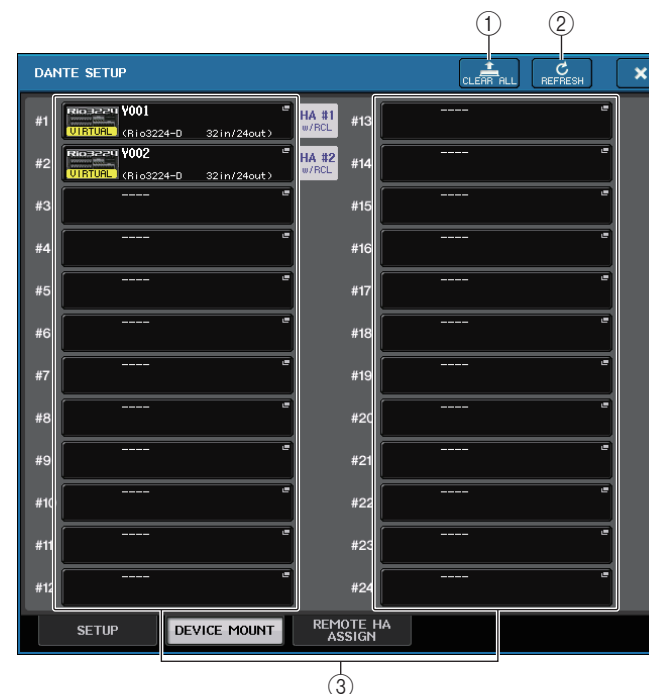 ① ②
DANTE SETUP CLEAR ALL REFRESH ×
#1 Rio3224 VIRTUAL Y001 (Rio3224-D 32in/24out) HA #1 w/RCL
#13 ----
#2 Rio3224 VIRTUAL Y002 (Rio3224-D 32in/24out) HA #2 w/RCL
#14 ----
#3 ---- #15 ----
#4 ---- #16 ----
#5 ---- #17 ----
#6 ---- #18 ----
#7 ---- #19 ----
#8 ---- #20 ----
#9 ---- #21 ----
#10 ---- #22 ----
#11 ---- #23 ----
#12 ---- #24 ----
SETUP DEVICE MOUNT REMOTE HA ASSIGN
③